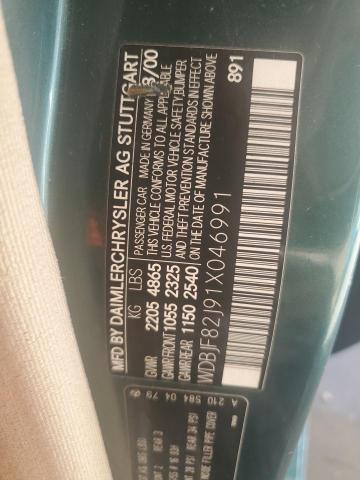 MFD BY DAIMLERCHRYSLER AG STUTTGART
KG LBS PASSENGER CAR MADE IN GERMANY /00
GVWR 2205 4865 THIS VEHICLE CONFORMS TO ALL APPLICABLE
GAWR FRONT 1055 2325 U.S. FEDERAL MOTOR VEHICLE SAFETY, BUMPER
GAWR REAR 1150 2540 AND THEFT PREVENTION STANDARDS IN EFFECT
ON THE DATE OF MANUFACTURE SHOWN ABOVE
WDBJF82J91X046991 891
A 210 584 04 79